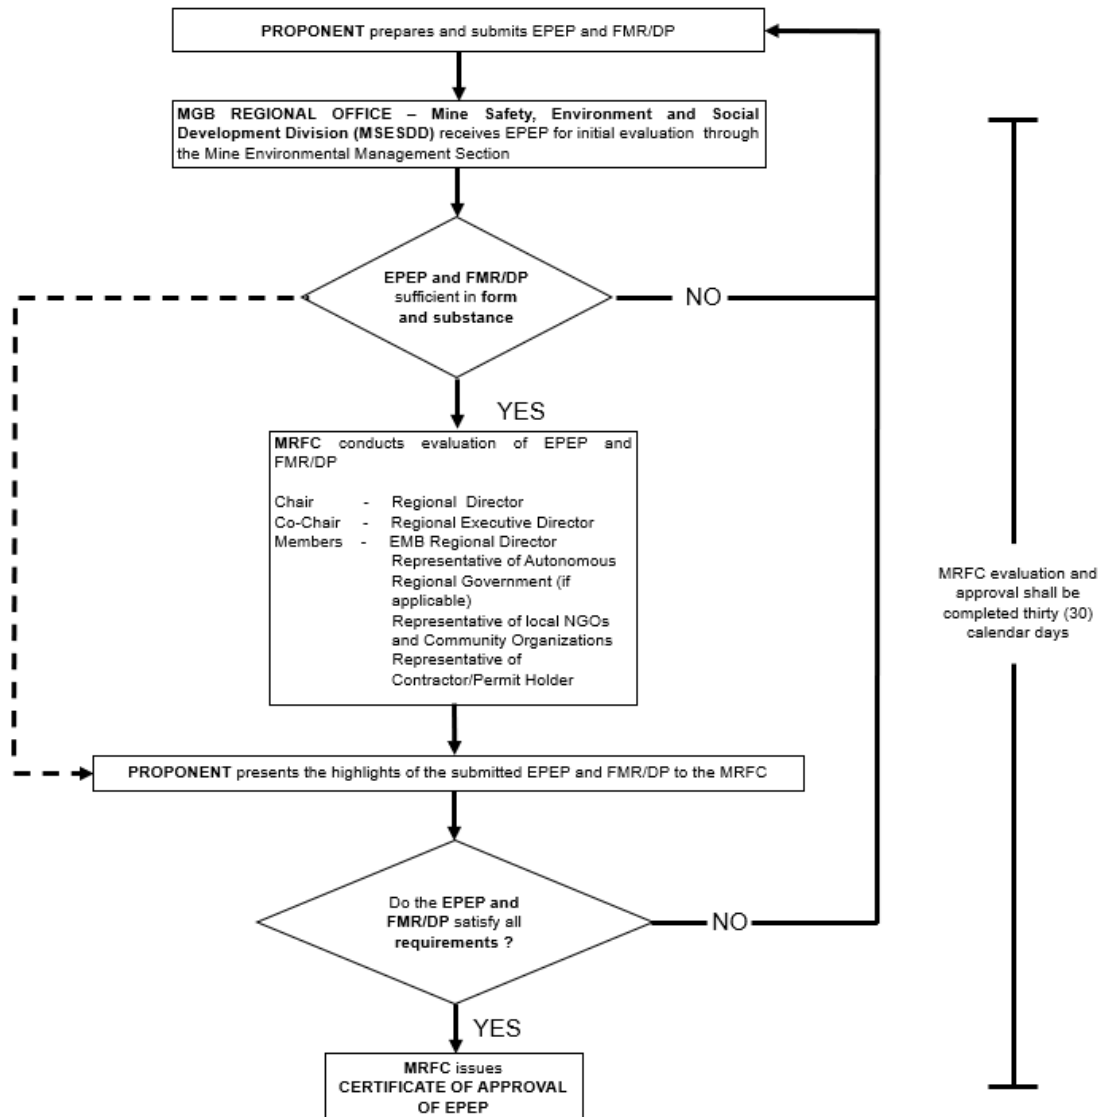 PROPONENT prepares and submits EPEP and FMR/DP
MGB REGIONAL OFFICE – Mine Safety, Environment and Social
Development Division (MSESDD) receives EPEP for initial evaluation through
the Mine Environmental Management Section
EPEP and FMR/DP
sufficient in form
and substance
NO
YES
MRFC conducts evaluation of EPEP and
FMR/DP
Chair - Regional Director
Co-Chair - Regional Executive Director
Members - EMB Regional Director
Representative of Autonomous
Regional Government (if
applicable)
Representative of local NGOs
and Community Organizations
Representative of
Contractor/Permit Holder
MRFC evaluation and
approval shall be
completed thirty (30)
calendar days
PROPONENT presents the highlights of the submitted EPEP and FMR/DP to the MRFC
Do the EPEP and
FMR/DP satisfy all
requirements ?
NO
YES
MRFC issues
CERTIFICATE OF APPROVAL
OF EPEP